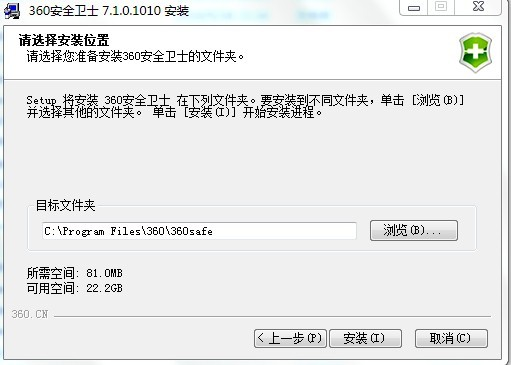 360安全卫士 7.1.0.1010 安装
请选择安装位置
请选择您准备安装360安全卫士的文件夹。
Setup 将安装 360安全卫士 在下列文件夹。要安装到不同文件夹，单击 [浏览(B)]
并选择其他的文件夹。 单击 [安装(I)] 开始安装进程。
目标文件夹
C:\Program Files\360\360safe
浏览(B)...
所需空间: 81.0MB
可用空间: 22.2GB
360.CN
< 上一步(P)
安装(I)
取消(C)